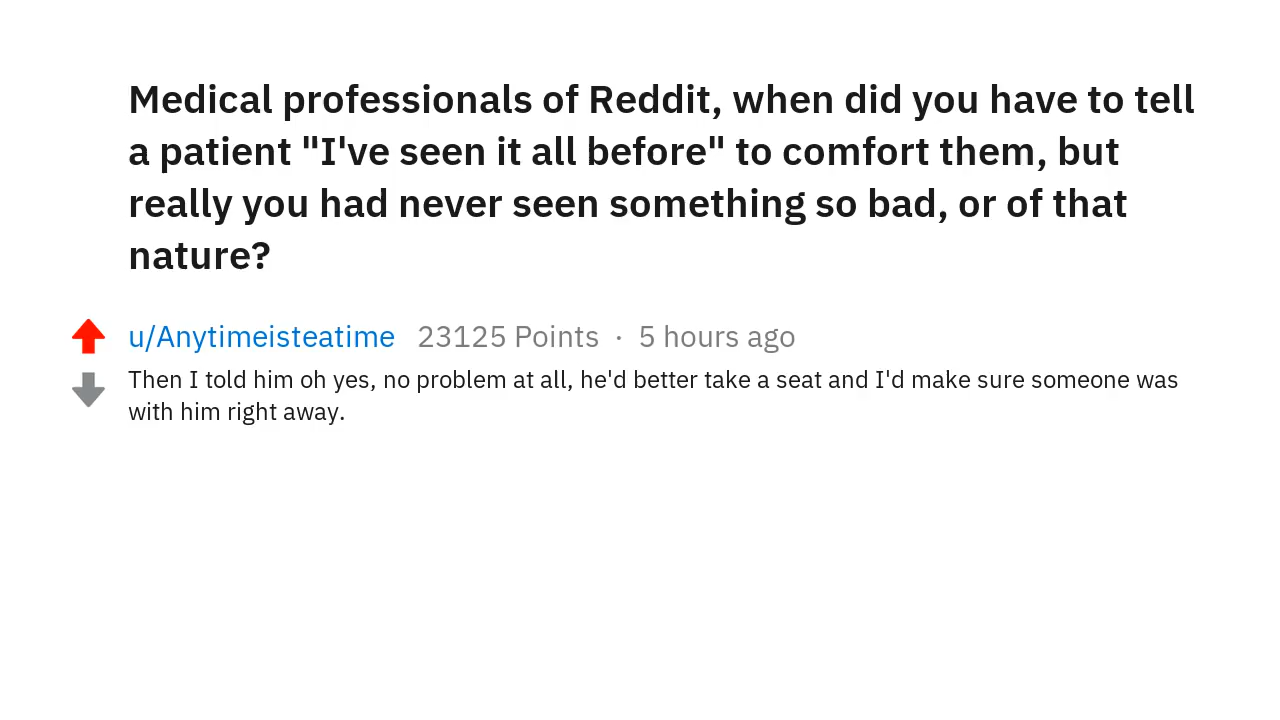 Medical professionals of Reddit, when did you have to tell
a patient "I've seen it all before" to comfort them, but
really you had never seen something so bad, or of that
nature?
u/Anytimeisteatime 23125 Points · 5 hours ago
Then I told him oh yes, no problem at all, he'd better take a seat and I'd make sure someone was
with him right away.